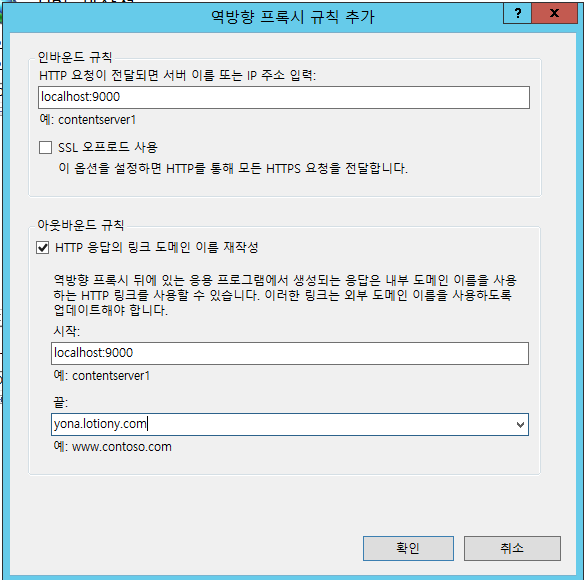 역방향 프록시 규칙 추가
?
x
인바운드 규칙
HTTP 요청이 전달되면 서버 이름 또는 IP 주소 입력:
localhost:9000
예: contentserver1
SSL 오프로드 사용
이 옵션을 설정하면 HTTP를 통해 모든 HTTPS 요청을 전달합니다.
아웃바운드 규칙
HTTP 응답의 링크 도메인 이름 재작성
역방향 프록시 뒤에 있는 응용 프로그램에서 생성되는 응답은 내부 도메인 이름을 사용
하는 HTTP 링크를 사용할 수 있습니다. 이러한 링크는 외부 도메인 이름을 사용하도록
업데이트해야 합니다.
시작:
localhost:9000
예: contentserver1
끝:
yona.lotiony.com
예: www.contoso.com
확인
취소